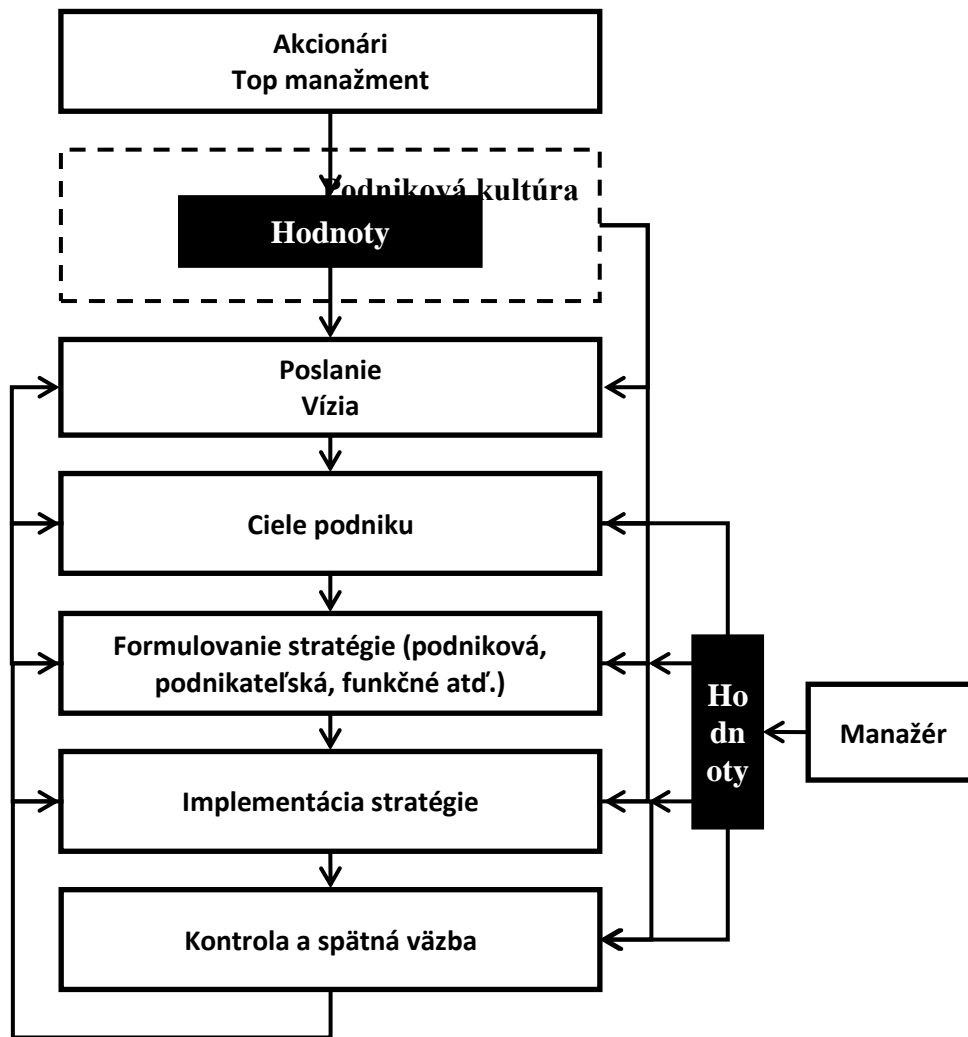 Akcionári
Top manažment
Podniková kultúra
Hodnoty
Poslanie
Vízia
Ciele podniku
Formulovanie stratégie (podniková,
podnikateľská, funkčné atď.)
Ho
dn
oty
Manažér
Implementácia stratégie
Kontrola a spätná väzba